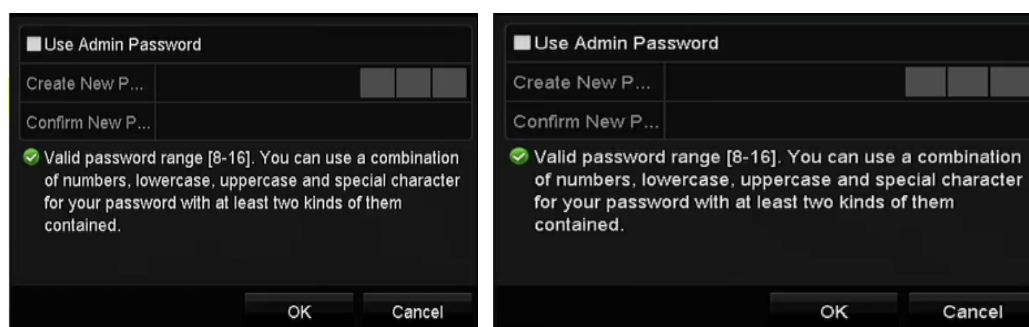 Use Admin Password
Create New P...
Confirm New P...
Valid password range [8-16]. You can use a combination
of numbers, lowercase, uppercase and special character
for your password with at least two kinds of them
contained.
OK Cancel
Use Admin Password
Create New P...
Confirm New P...
Valid password range [8-16]. You can use a combination
of numbers, lowercase, uppercase and special character
for your password with at least two kinds of them
contained.
OK Cancel